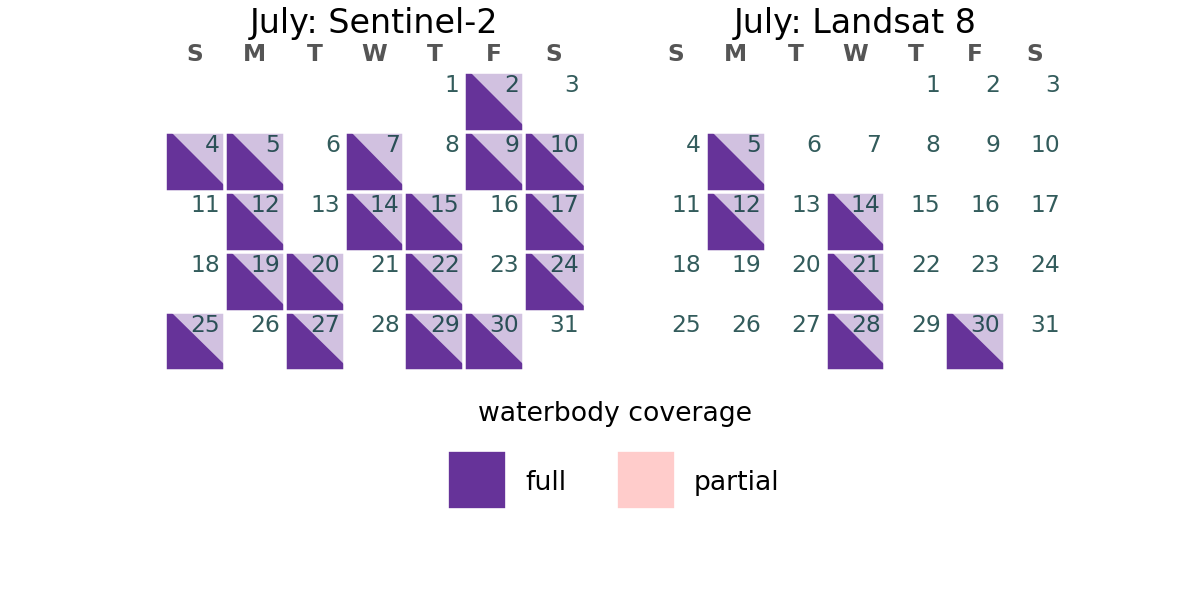 July: Sentinel-2
S M T W T F S
1 2 3
4 5 6 7 8 9 10
11 12 13 14 15 16 17
18 19 20 21 22 23 24
25 26 27 28 29 30 31
July: Landsat 8
S M T W T F S
1 2 3
4 5 6 7 8 9 10
11 12 13 14 15 16 17
18 19 20 21 22 23 24
25 26 27 28 29 30 31
waterbody coverage
full partial